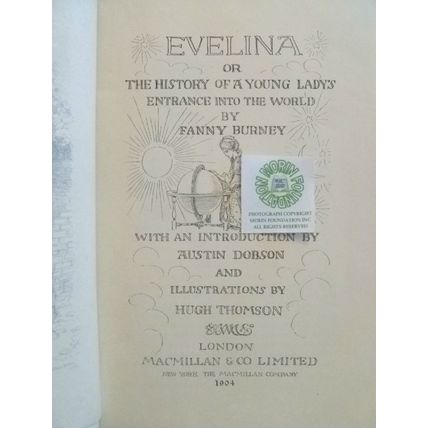 EVELINA
OR
THE HISTORY OF A YOUNG LADY'S
ENTRANCE INTO THE WORLD
BY
FANNY BURNEY
MORIN FOUNDATION
PHOTOGRAPH COPYRIGHT
MORIN FOUNDATION INC.
ALL RIGHTS RESERVED
WITH AN INTRODUCTION BY
AUSTIN DOBSON
AND
ILLUSTRATIONS BY
HUGH THOMSON
LONDON
MACMILLAN & CO LIMITED
NEW YORK THE MACMILLAN COMPANY
1904